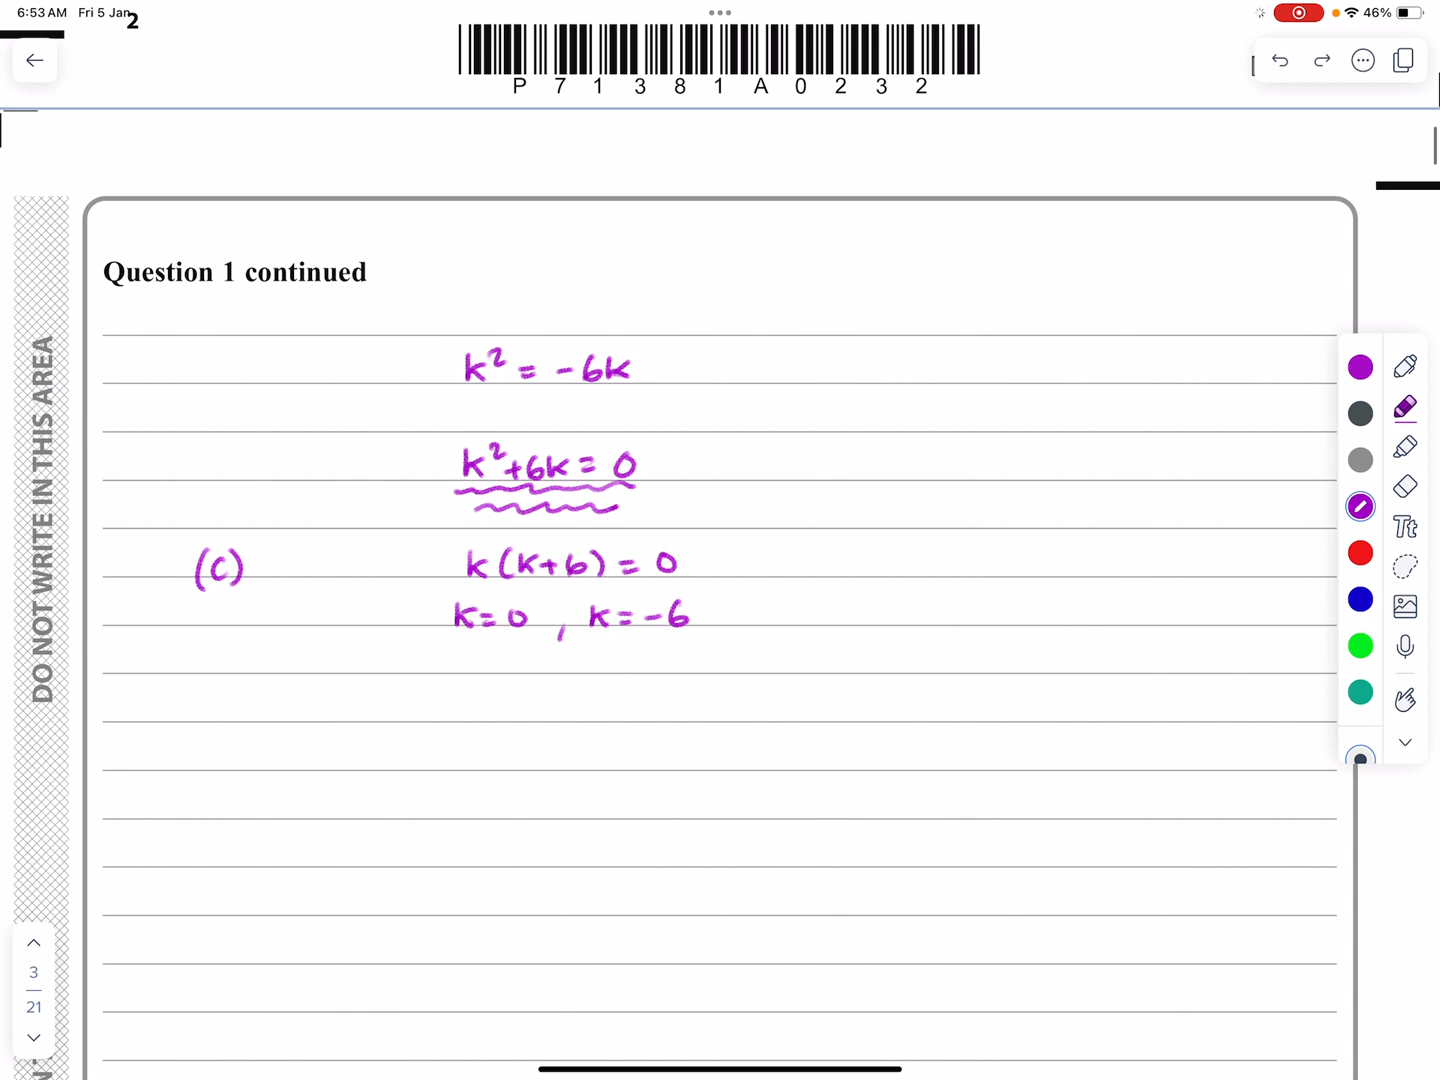 6:53 AM Fri 5 Jan
46%
2
P 7 1 3 8 1 A 0 2 3 2
DO NOT WRITE IN THIS AREA
Question 1 continued
k² = -6k
k²+6k = 0
(c) k(k+6) = 0
k=0 , k=-6
Tt
3
21
N